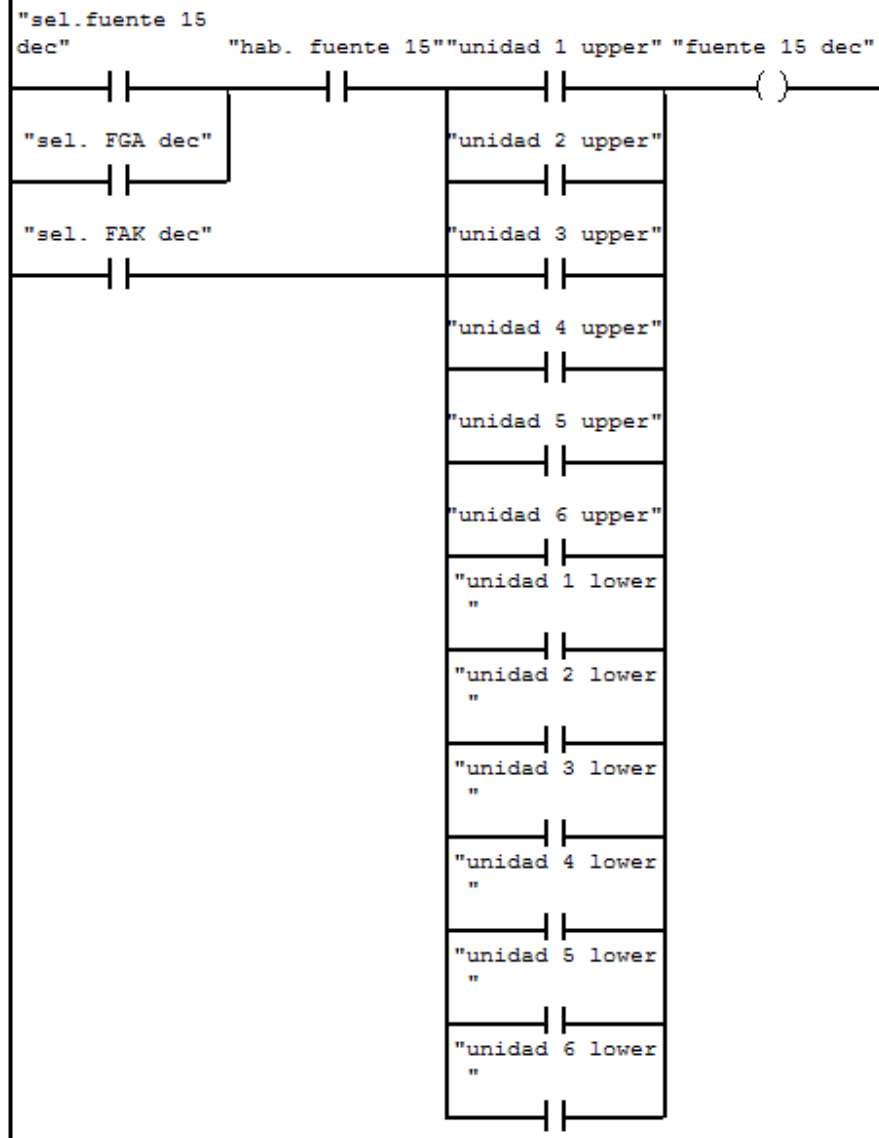 "sel.fuente 15
dec" "hab. fuente 15" "unidad 1 upper" "fuente 15 dec"
"sel. FGA dec" "unidad 2 upper"
"sel. FAK dec" "unidad 3 upper"
"unidad 4 upper"
"unidad 5 upper"
"unidad 6 upper"
"unidad 1 lower
"
"unidad 2 lower
"
"unidad 3 lower
"
"unidad 4 lower
"
"unidad 5 lower
"
"unidad 6 lower
"